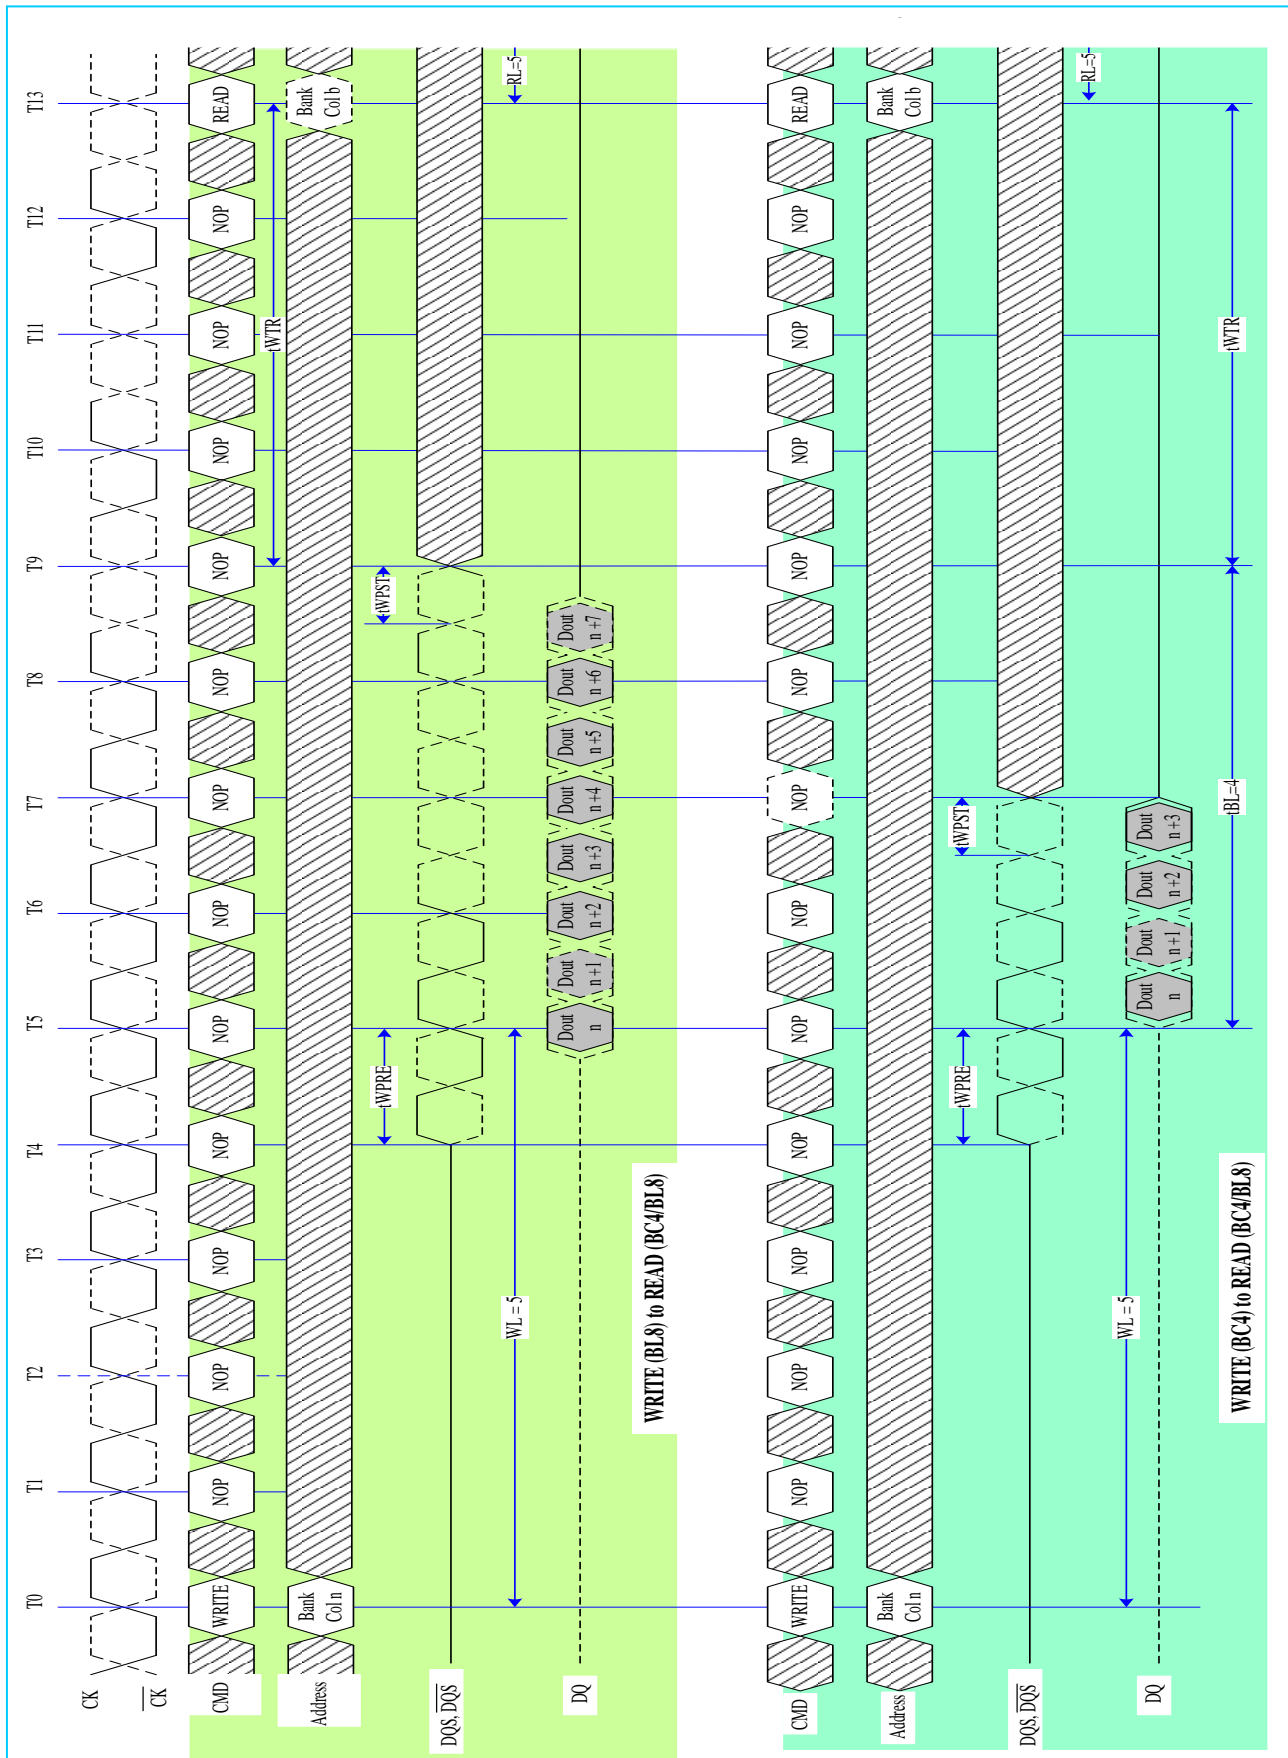 T0 T1 T2 T3 T4 T5 T6 T7 T8 T9 T10 T11 T12 T13
CK
CK
CMD WRITE NOP NOP NOP NOP NOP NOP NOP NOP NOP NOP NOP NOP READ
tWTR
Address Bank Col n Bank Col b
tWPRE tWPST
DQS, DQS
WL = 5 RL=5
DQ Dout n Dout n +1 Dout n +2 Dout n +3 Dout n +4 Dout n +5 Dout n +6 Dout n +7
WRITE (BL8) to READ (BC4/BL8)
CMD WRITE NOP NOP NOP NOP NOP NOP NOP NOP NOP NOP NOP NOP READ
Address Bank Col n Bank Col b
tWPRE tWPST
DQS, DQS
RL=5
WL = 5
DQ Dout n Dout n +1 Dout n +2 Dout n +3
tBL=4 tWTR
WRITE (BC4) to READ (BC4/BL8)